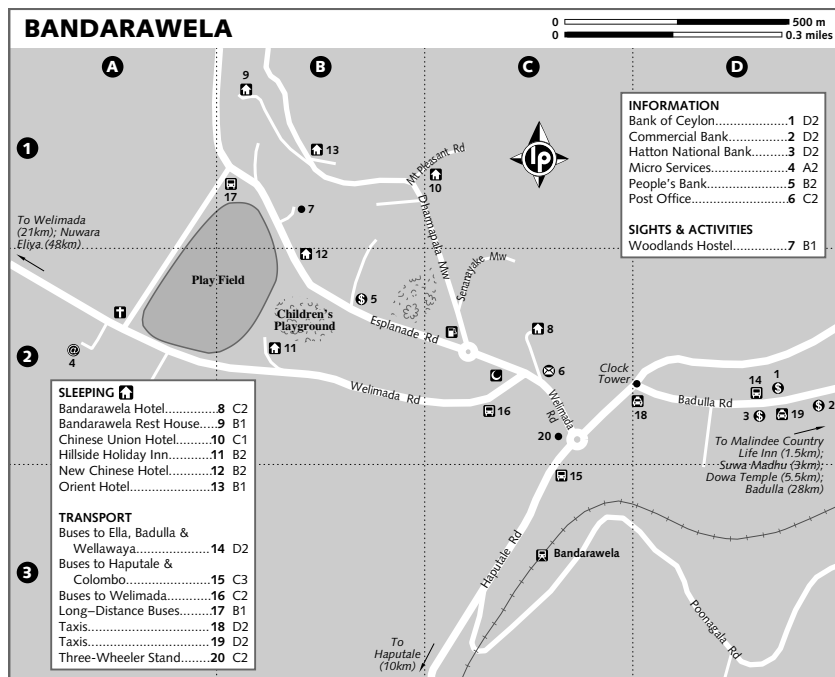 BANDARAWELA
0 500 m
0 0.3 miles
A
B
C
D
1
2
3
INFORMATION
Bank of Ceylon......................1 D2
Commercial Bank..................2 D2
Hatton National Bank............3 D2
Micro Services.......................4 A2
People's Bank........................5 B2
Post Office............................6 C2
SIGHTS & ACTIVITIES
Woodlands Hostel.................7 B1
9
13
Mt Pleasant Rd
10
17
7
Dharmapala Mw
To Welimada
(21km); Nuwara
Eliya (48km)
12
Senanayake Mw
Play Field
5
Children's
Playground
Esplanade Rd
8
@
4
11
6
Clock
Tower
14
1
Welimada Rd
16
Welimada
Rd
18
Badulla Rd
3
19
2
20
To Malindee Country
Life Inn (1.5km);
Suwa Madhu (3km);
Dowa Temple (5.5km);
Badulla (28km)
15
SLEEPING
Bandarawela Hotel................8 C2
Bandarawela Rest House.......9 B1
Chinese Union Hotel............10 C1
Hillside Holiday Inn..............11 B2
New Chinese Hotel..............12 B2
Orient Hotel........................13 B1
TRANSPORT
Buses to Ella, Badulla &
Wellawaya......................14 D2
Buses to Haputale &
Colombo........................15 C3
Buses to Welimada..............16 C2
Long–Distance Buses...........17 B1
Taxis...................................18 D2
Taxis...................................19 D2
Three-Wheeler Stand..........20 C2
Haputale Rd
Bandarawela
Poonagala Rd
To
Haputale
(10km)
lp